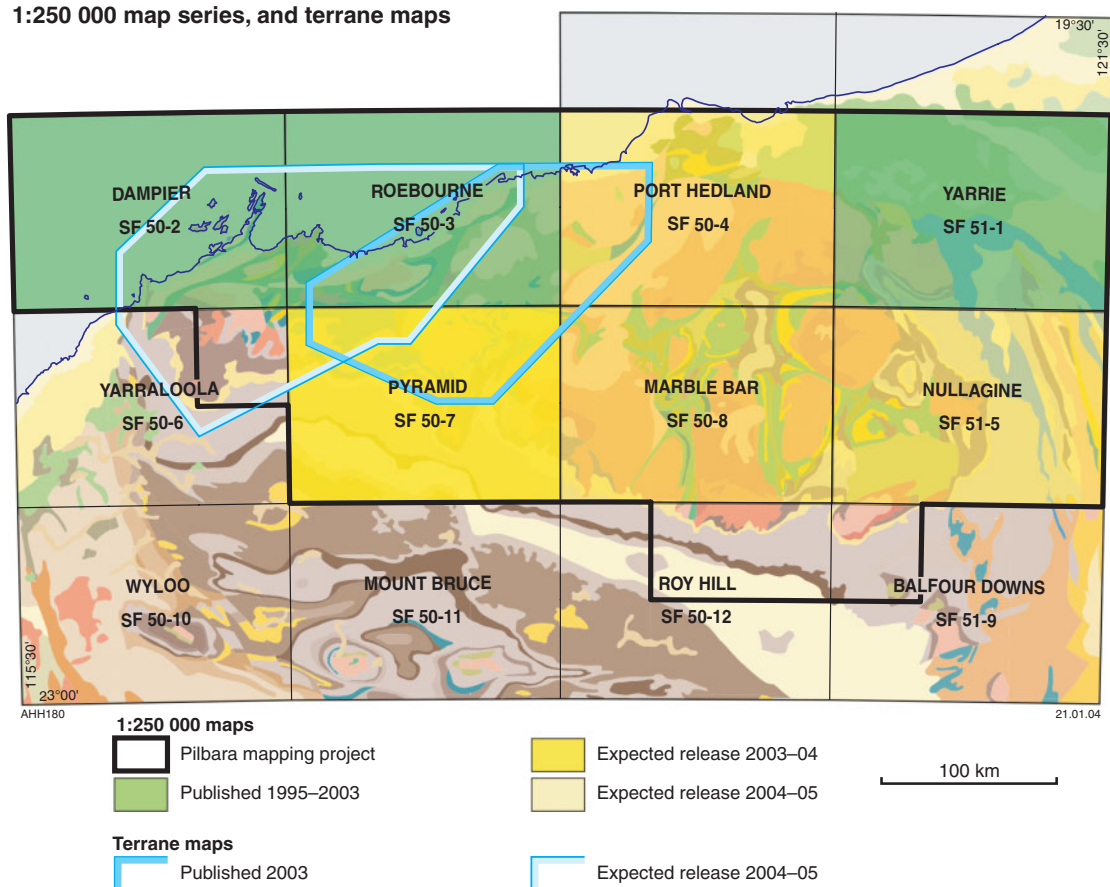 1:250 000 map series, and terrane maps
19°30'
121°30'
DAMPIER
SF 50-2
ROEBOURNE
SF 50-3
PORT HEDLAND
SF 50-4
YARRIE
SF 51-1
YARRALOOLA
SF 50-6
PYRAMID
SF 50-7
MARBLE BAR
SF 50-8
NULLAGINE
SF 51-5
WYLOO
SF 50-10
MOUNT BRUCE
SF 50-11
ROY HILL
SF 50-12
BALFOUR DOWNS
SF 51-9
115°30'
23°00'
AHH180
21.01.04
1:250 000 maps
Pilbara mapping project
Published 1995–2003
Expected release 2003–04
Expected release 2004–05
100 km
Terrane maps
Published 2003
Expected release 2004–05